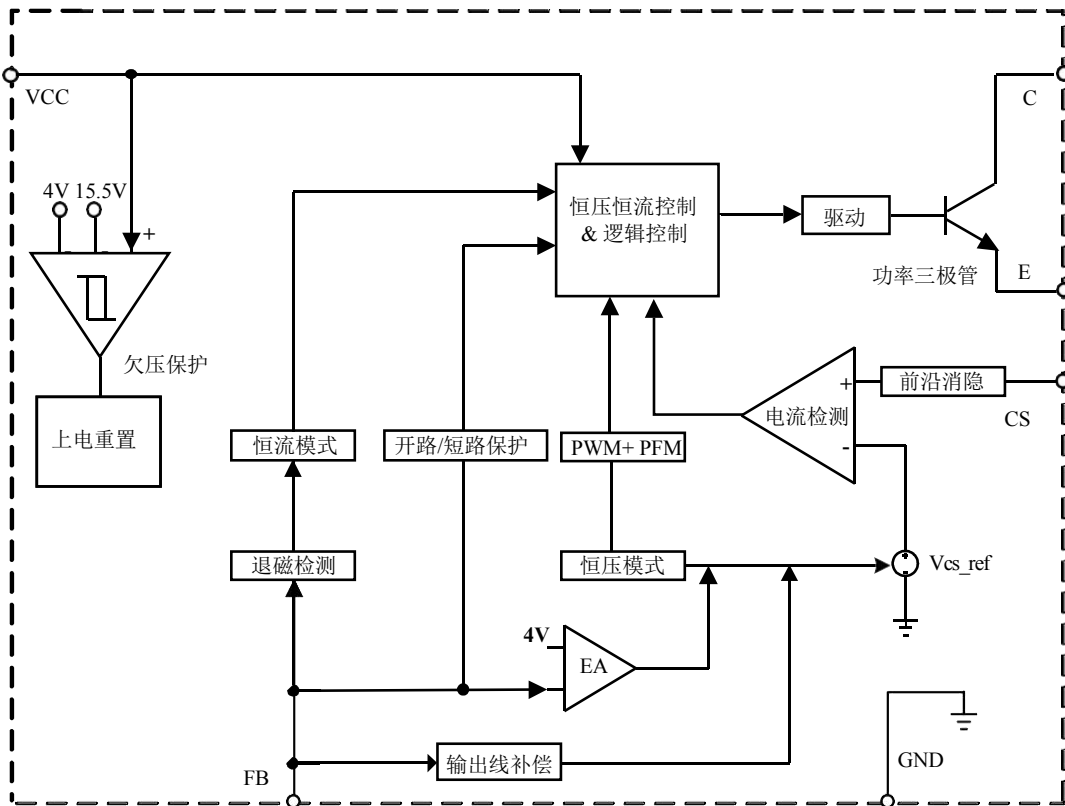 VCC
C
4V 15.5V
+
恒压恒流控制
& 逻辑控制
驱动
功率三极管
E
欠压保护
上电重置
恒流模式
开路/短路保护
PWM+ PFM
+
电流检测
-
前沿消隐
CS
退磁检测
恒压模式
Vcs_ref
4V
EA
输出线补偿
FB
GND